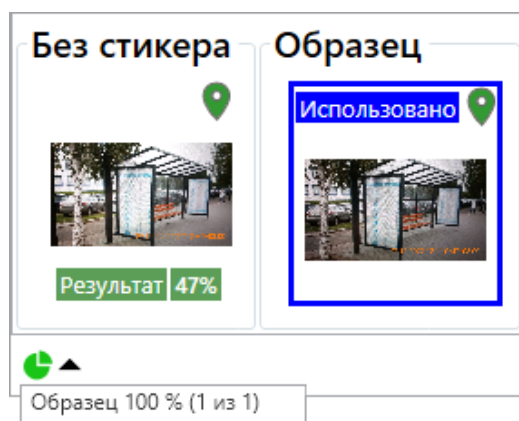 Без стикера
Образец
Использовано
Результат 47%
Образец 100 % (1 из 1)